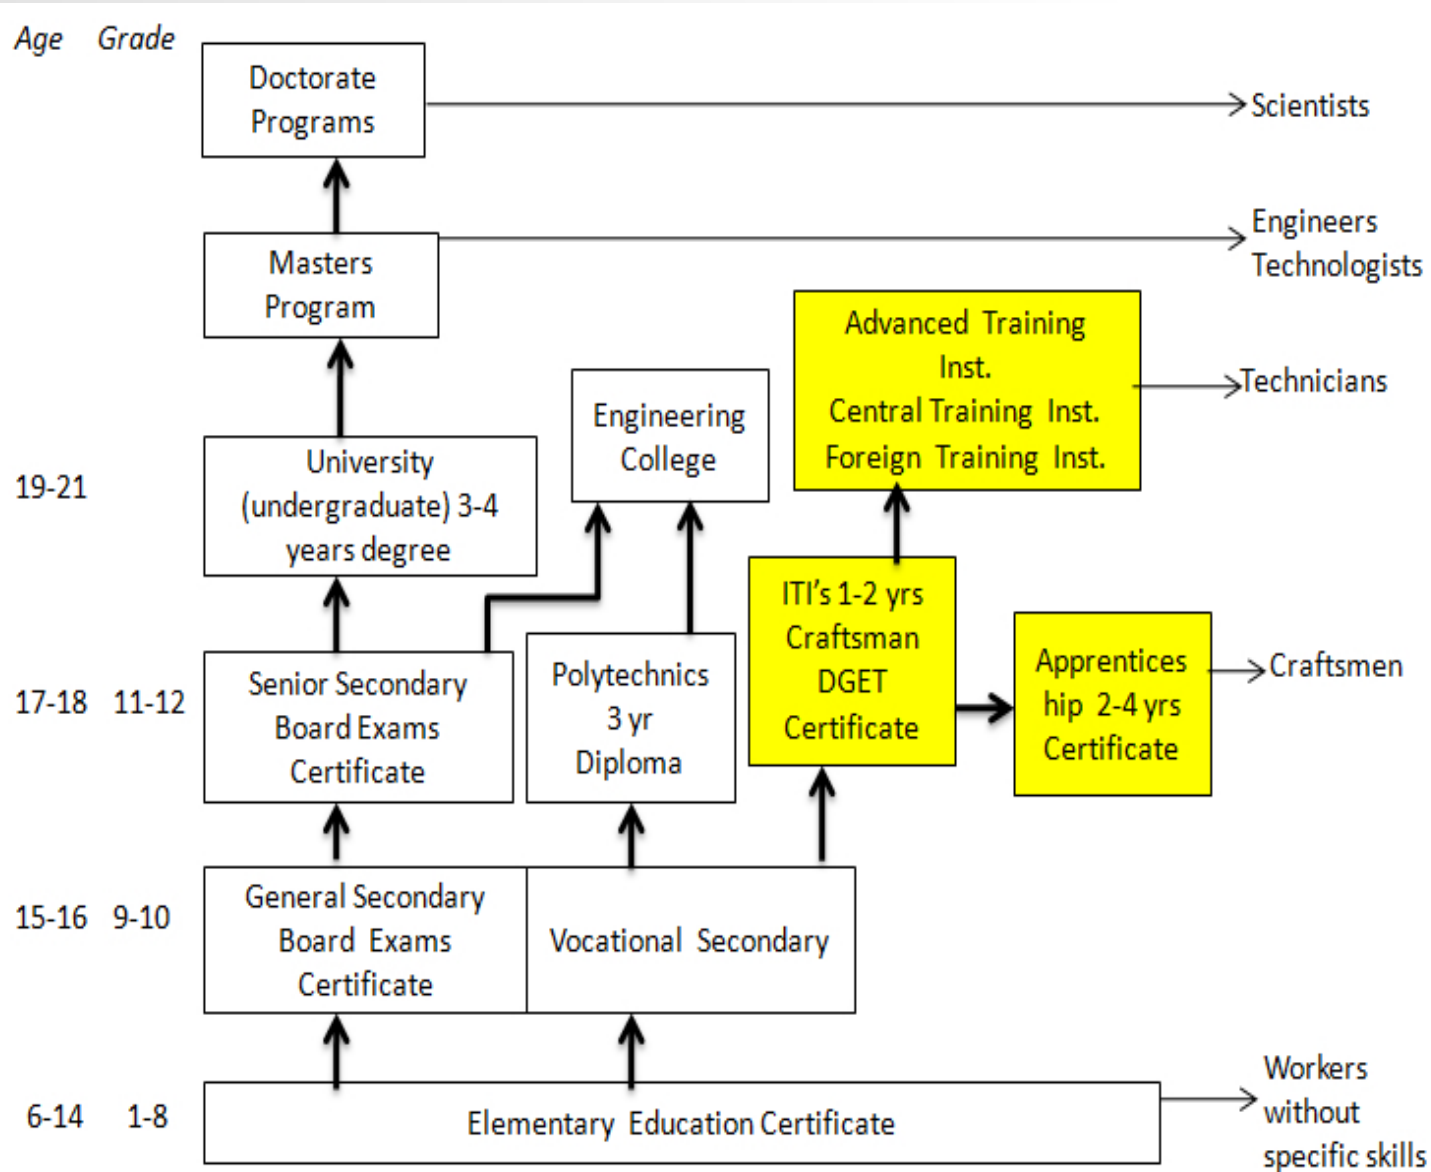 Age Grade
Doctorate
Programs
Scientists
Masters
Program
Engineers
Technologists
Advanced Training
Inst.
Central Training Inst.
Foreign Training Inst.
Technicians
Engineering
College
19-21
University
(undergraduate) 3-4
years degree
17-18 11-12
Senior Secondary
Board Exams
Certificate
Polytechnics
3 yr
Diploma
ITI's 1-2 yrs
Craftsman
DGET
Certificate
Apprentices
hip 2-4 yrs
Certificate
Craftsmen
15-16 9-10
General Secondary
Board Exams
Certificate
Vocational Secondary
6-14 1-8
Elementary Education Certificate
Workers
without
specific skills